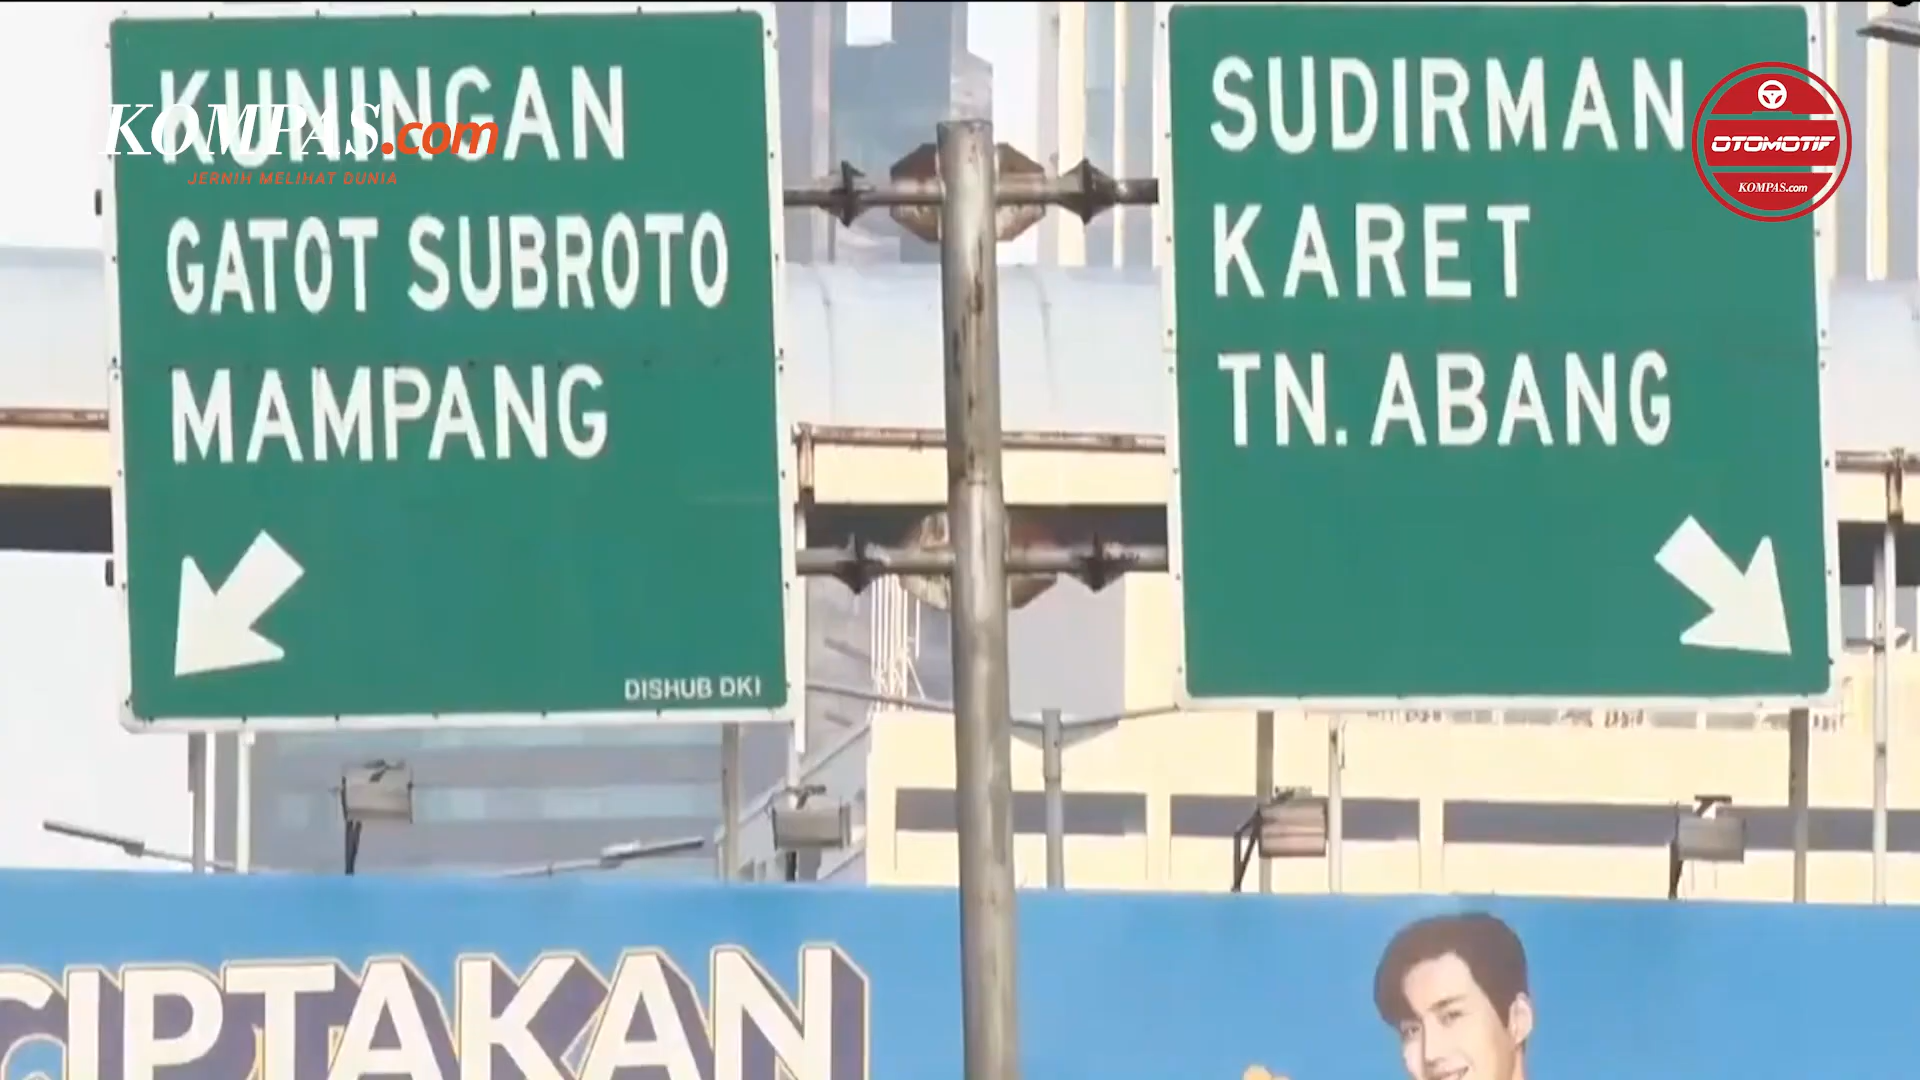 KUNINGAN
GATOT SUBROTO
MAMPANG
DISHUB DKI
SUDIRMAN
KARET
TN. ABANG
KOMPAS.com
JERNIH MELIHAT DUNIA
OTOMOTIF
KOMPAS.com
CIPTAKAN